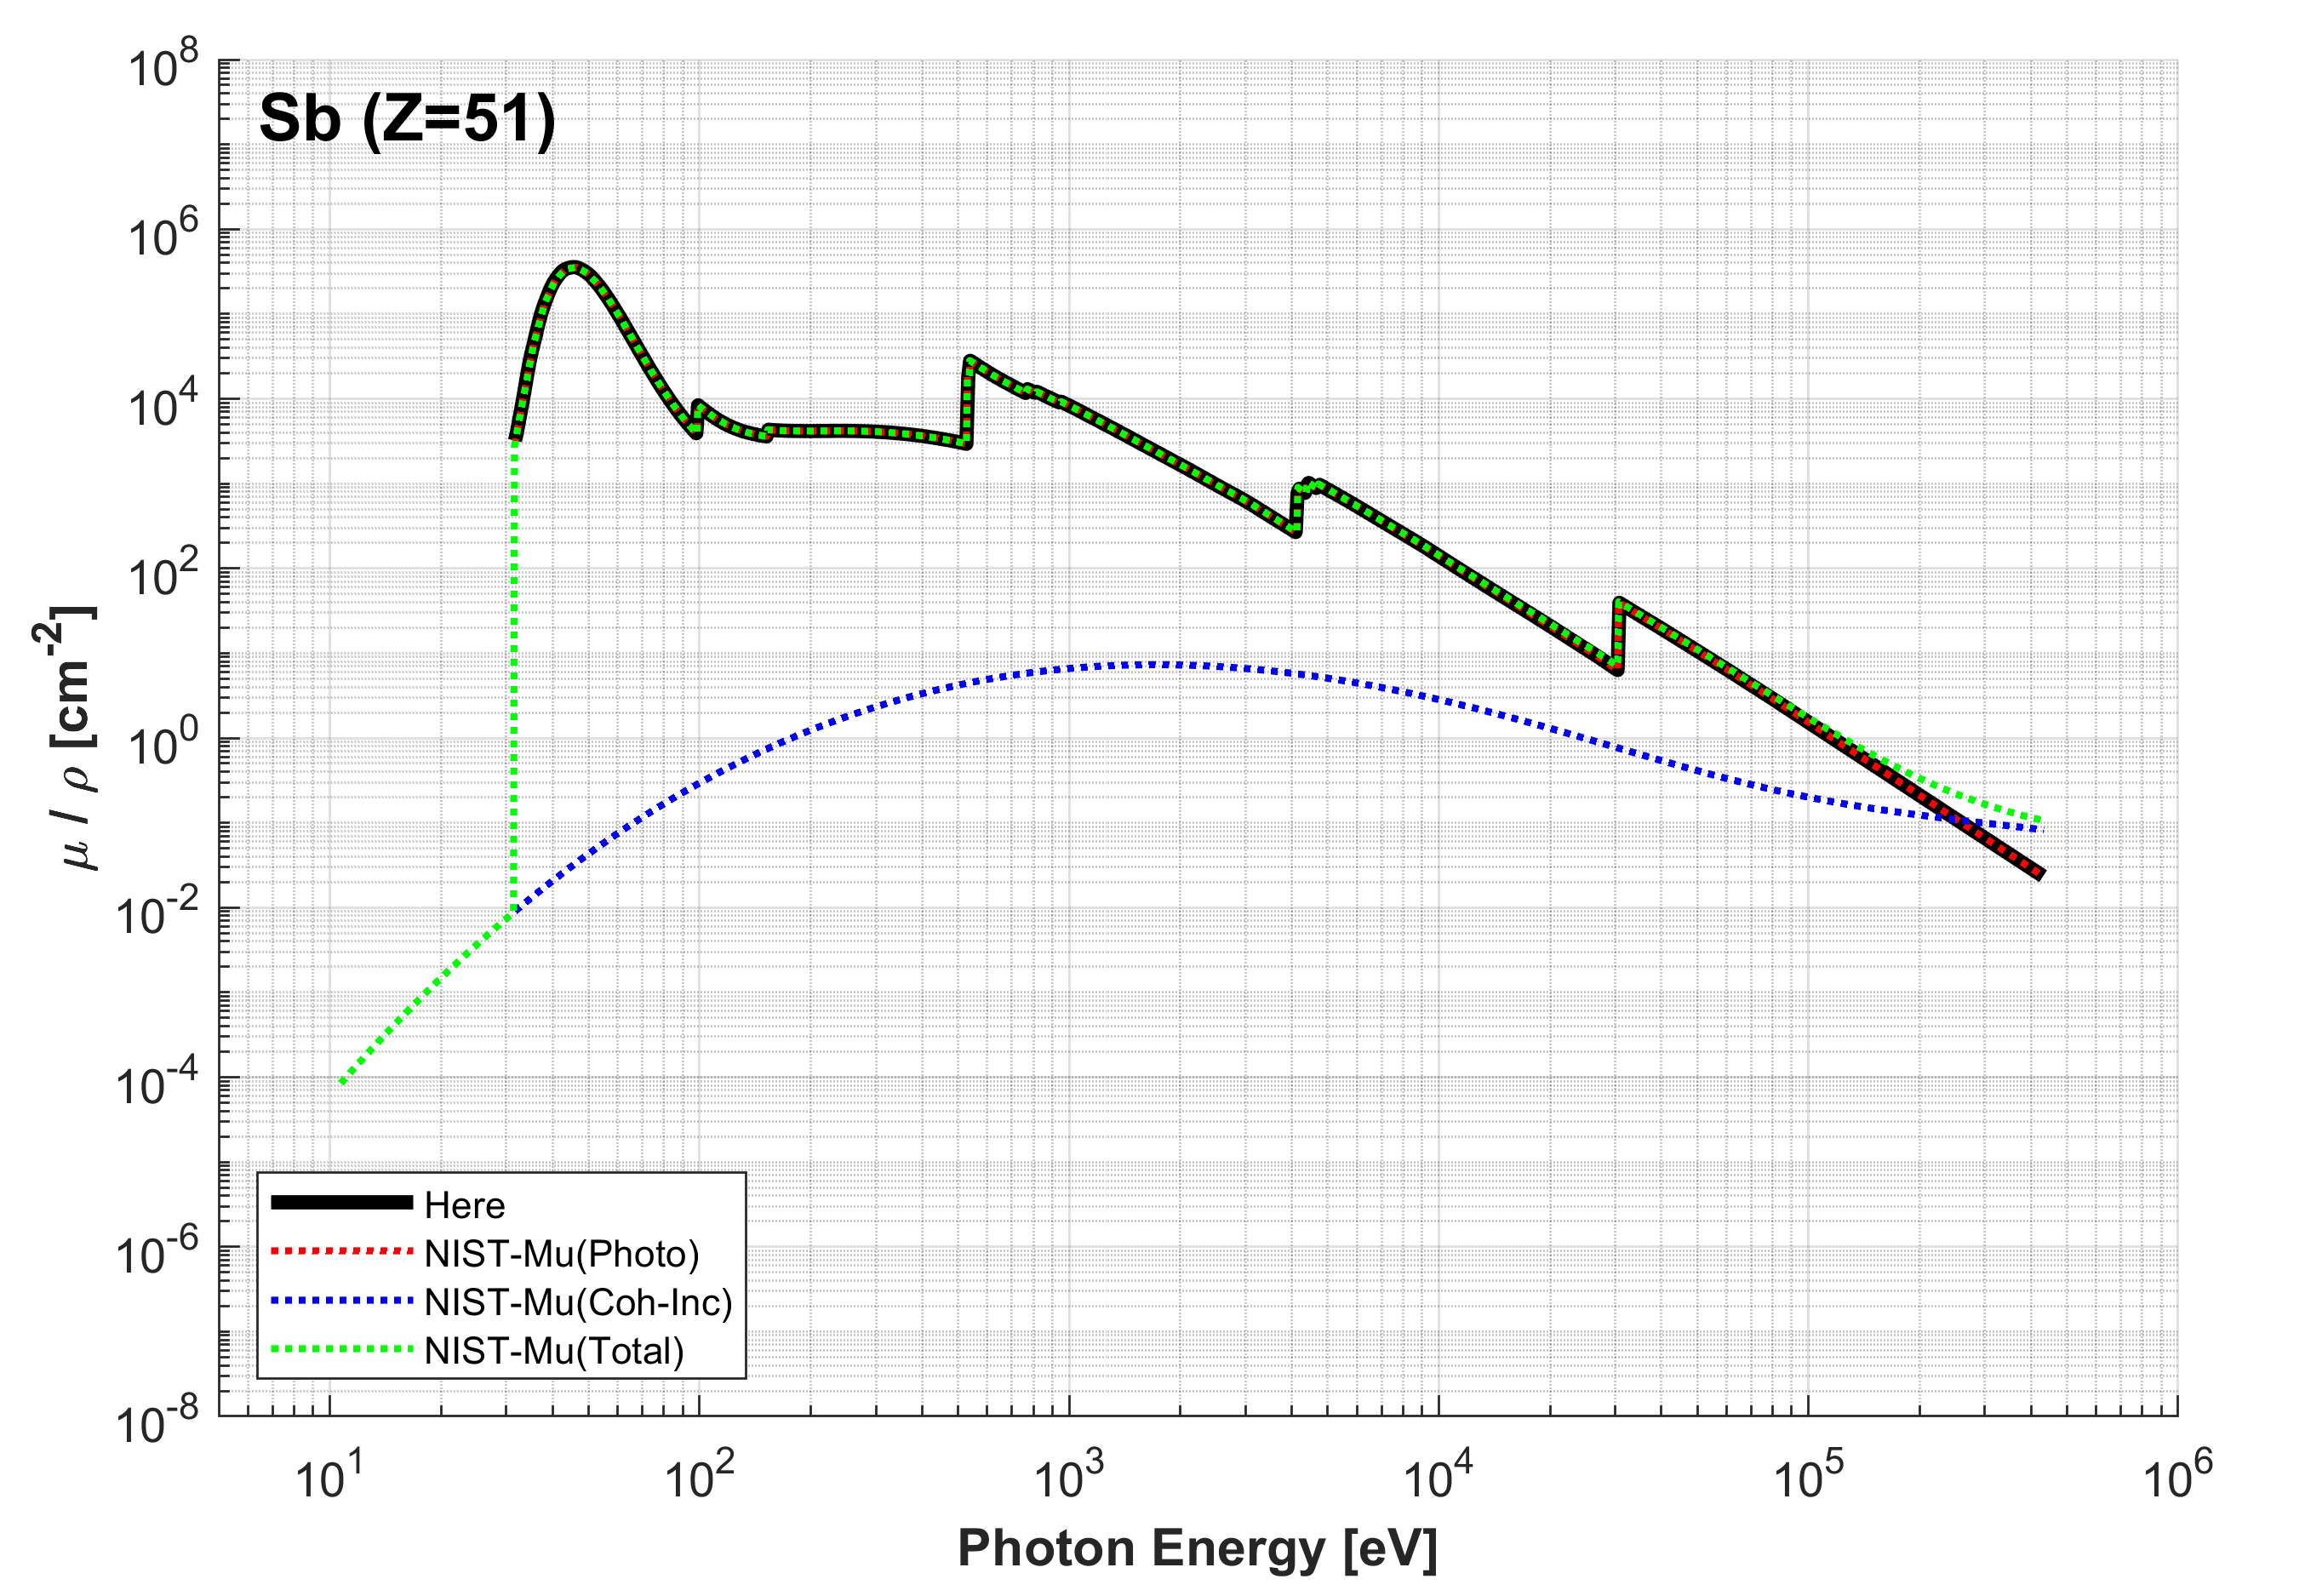 Sb (Z=51)
10^8
10^6
10^4
10^2
10^0
10^-2
10^-4
10^-6
10^-8
μ / ρ [cm^-2]
Here
NIST-Mu(Photo)
NIST-Mu(Coh-Inc)
NIST-Mu(Total)
10^1 10^2 10^3 10^4 10^5 10^6
Photon Energy [eV]